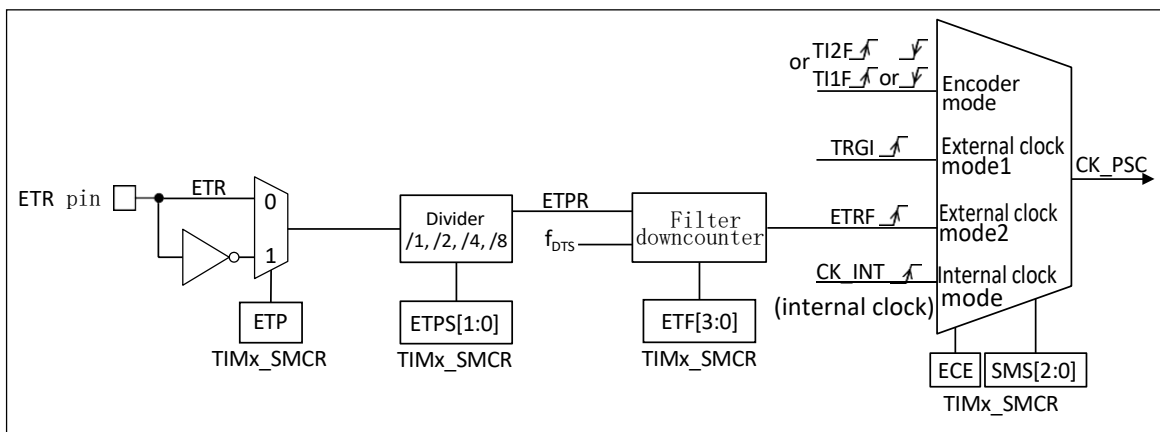 or TI2F
TI1F or
Encoder
mode
TRGI
External clock
mode1
CK_PSC
ETR pin
ETR
0
1
Divider
/1, /2, /4, /8
ETPR
f_DTS
Filter
downcounter
ETRF
External clock
mode2
CK_INT
Internal clock
mode
(internal clock)
ETP
TIMx_SMCR
ETPS[1:0]
TIMx_SMCR
ETF[3:0]
TIMx_SMCR
ECE
SMS[2:0]
TIMx_SMCR